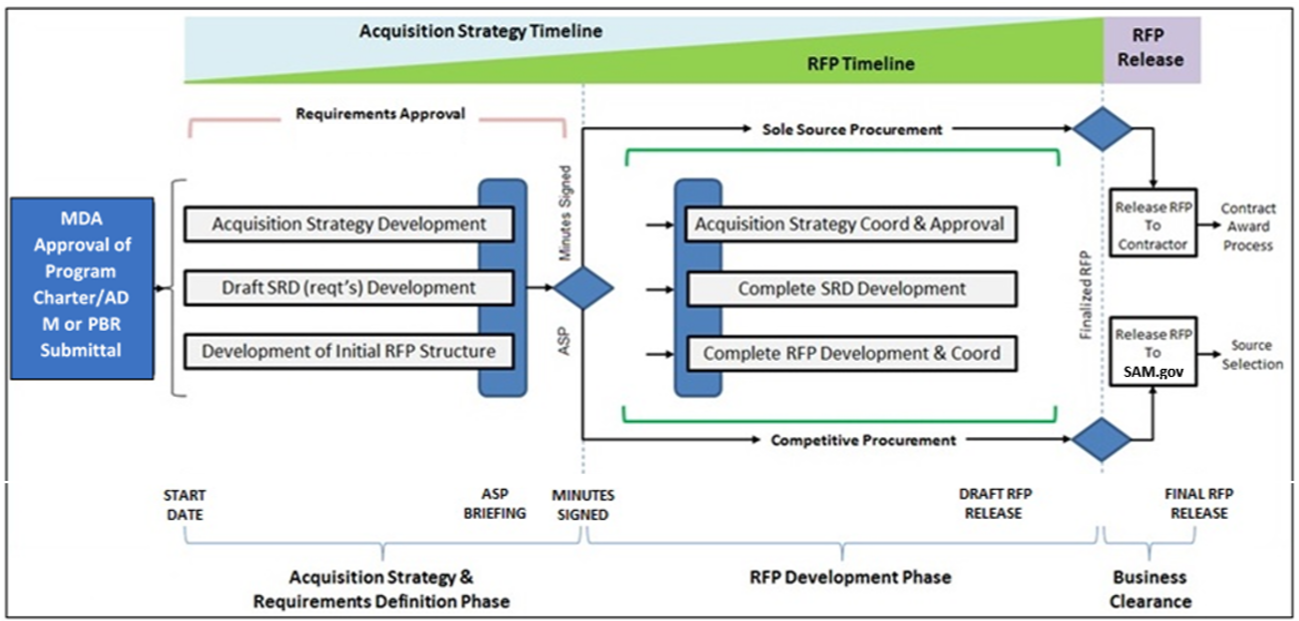 Acquisition Strategy Timeline
RFP Timeline
RFP
Release
Requirements Approval
Sole Source Procurement
MDA
Approval of
Program
Charter/AD
M or PBR
Submittal
Acquisition Strategy Development
Draft SRD (reqt's) Development
Development of Initial RFP Structure
Minutes Signed
ASP
Acquisition Strategy Coord & Approval
Complete SRD Development
Complete RFP Development & Coord
Finalized RFP
Release RFP
To
Contractor
Contract
Award
Process
Release RFP
To
SAM.gov
Source
Selection
Competitive Procurement
START
DATE
ASP
BRIEFING
MINUTES
SIGNED
DRAFT RFP
RELEASE
FINAL RFP
RELEASE
Acquisition Strategy &
Requirements Definition Phase
RFP Development Phase
Business
Clearance